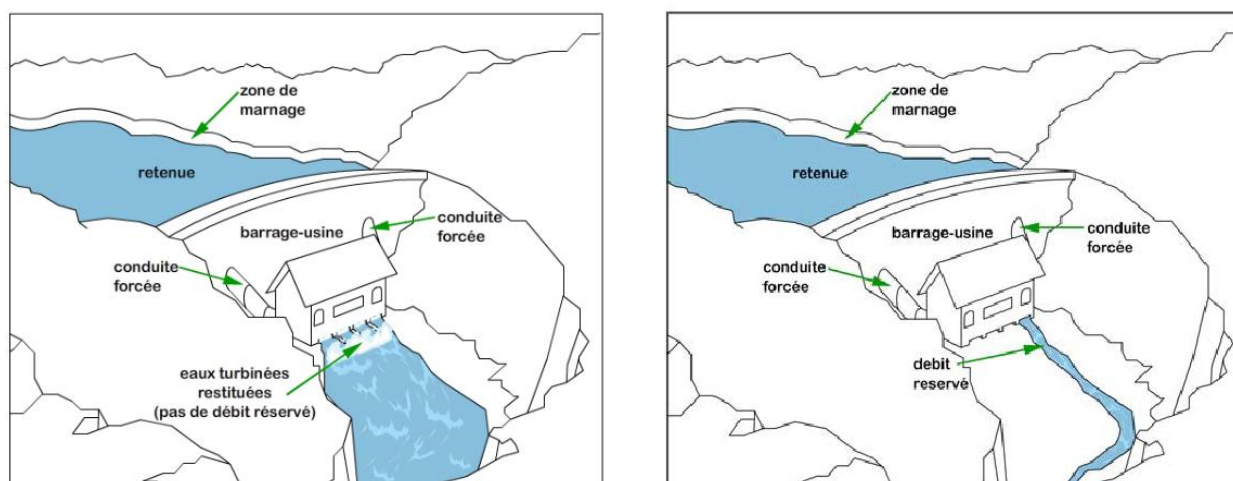 zone de
marnage
retenue
conduite
forcée
barrage-usine
conduite
forcée
eaux turbinées
restituées
(pas de débit réservé)
zone de
marnage
retenue
conduite
forcée
barrage-usine
conduite
forcée
debit
reservé